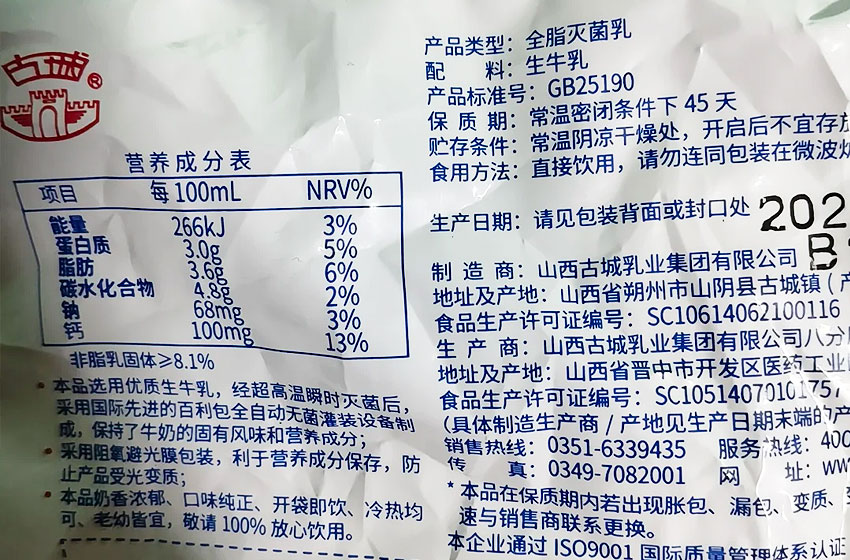 古城®
营养成分表
项目 每100mL NRV%
能量 266kJ 3%
蛋白质 3.0g 5%
脂肪 3.6g 6%
碳水化合物 4.8g 2%
钠 68mg 3%
钙 100mg 13%
非脂乳固体≥8.1%
• 本品选用优质生牛乳，经超高温瞬时灭菌后，
采用国际先进的百利包全自动无菌灌装设备制
成，保持了牛奶的固有风味和营养成分；
• 采用阻氧避光膜包装，利于营养成分保存，防
止产品受光变质；
• 本品奶香浓郁、口味纯正、开袋即饮、冷热均
可、老幼皆宜，敬请100%放心饮用。
产品类型：全脂灭菌乳
配 料：生牛乳
产品标准号：GB25190
保 质 期：常温密闭条件下 45 天
贮存条件：常温阴凉干燥处，开启后不宜存放
食用方法：直接饮用，请勿连同包装在微波炉
生产日期：请见包装背面或封口处
202
B
制 造 商：山西古城乳业集团有限公司
地址及产地：山西省朔州市山阴县古城镇（产
食品生产许可证编号：SC10614062100116
生 产 商：山西古城乳业集团有限公司八分
地址及产地：山西省晋中市开发区医药工业
食品生产许可证编号：SC10514070101757
（具体制造生产商 / 产地见生产日期末端的产
销售热线：0351-6339435 服务热线：400
传 真：0349-7082001 网 址：ww
* 本品在保质期内若出现胀包、漏包、变质、
速与销售商联系更换。
本企业通过 ISO9001 国际质量管理体系认证